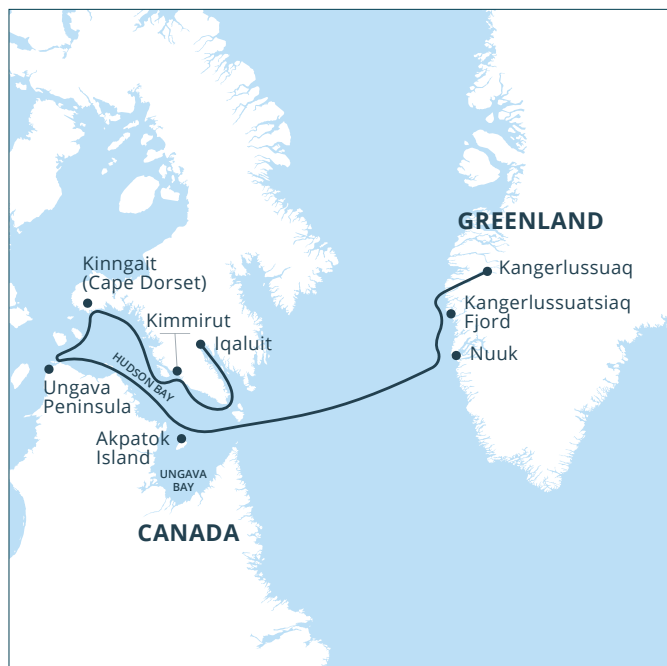 GREENLAND
Kangerlussuaq
Kangerlussuatsiaq
Fjord
Nuuk
Kinngait
(Cape Dorset)
Kimmirut
Iqaluit
HUDSON BAY
Ungava
Peninsula
Akpatok
Island
UNGAVA
BAY
CANADA